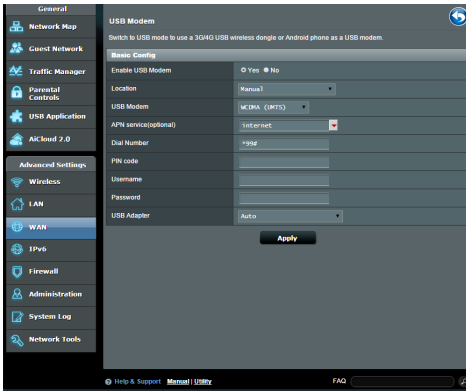 General
Network Map
Guest Network
Traffic Manager
Parental
Controls
USB Application
AiCloud 2.0
Advanced Settings
Wireless
LAN
WAN
IPv6
Firewall
Administration
System Log
Network Tools
USB Modem
Switch to USB mode to use a 3G/4G USB wireless dongle or Android phone as a USB modem.
Basic Config
Enable USB Modem Yes No
Location Manual
USB Modem WCDMA (UMTS)
APN service(optional) internet
Dial Number *99#
PIN code
Username
Password
USB Adapter Auto
Apply
Help & Support Manual | Utility FAQ